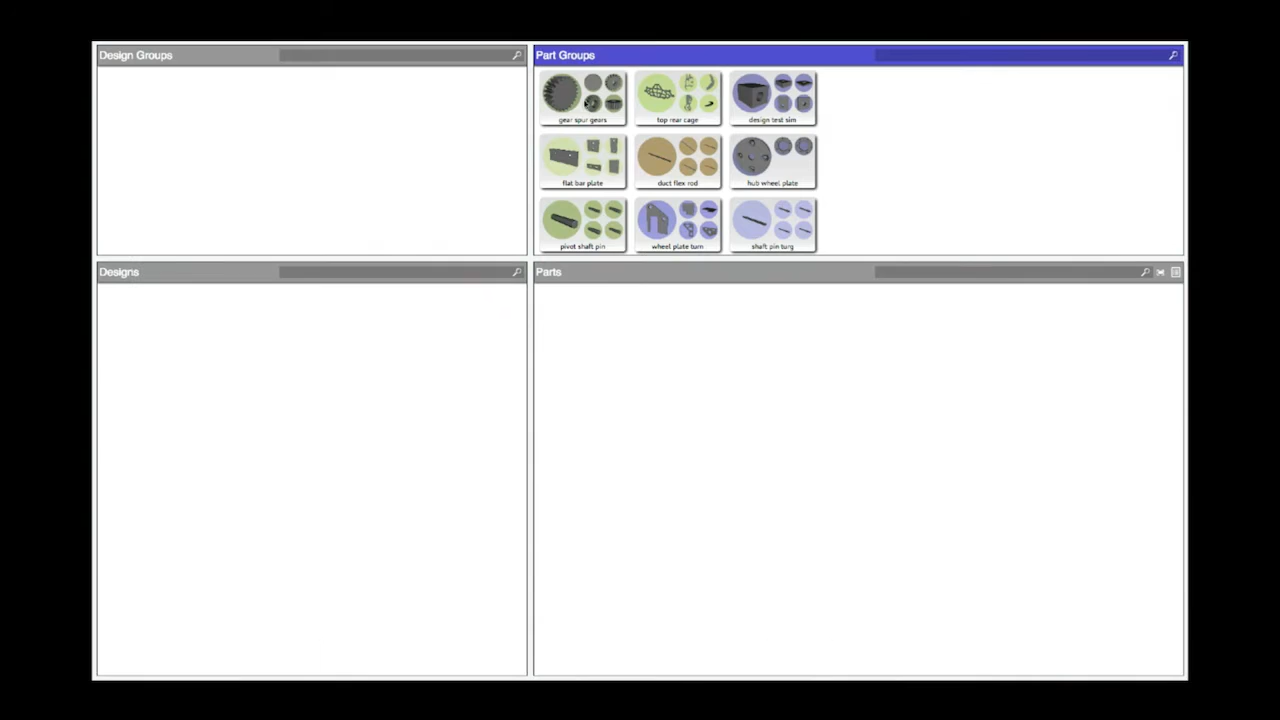 Design Groups
Part Groups
gear spur gears
top rear cage
design test sim
flat bar plate
duct flex rod
hub wheel plate
pivot shaft pin
wheel plate turn
shaft pin turq
Designs
Parts